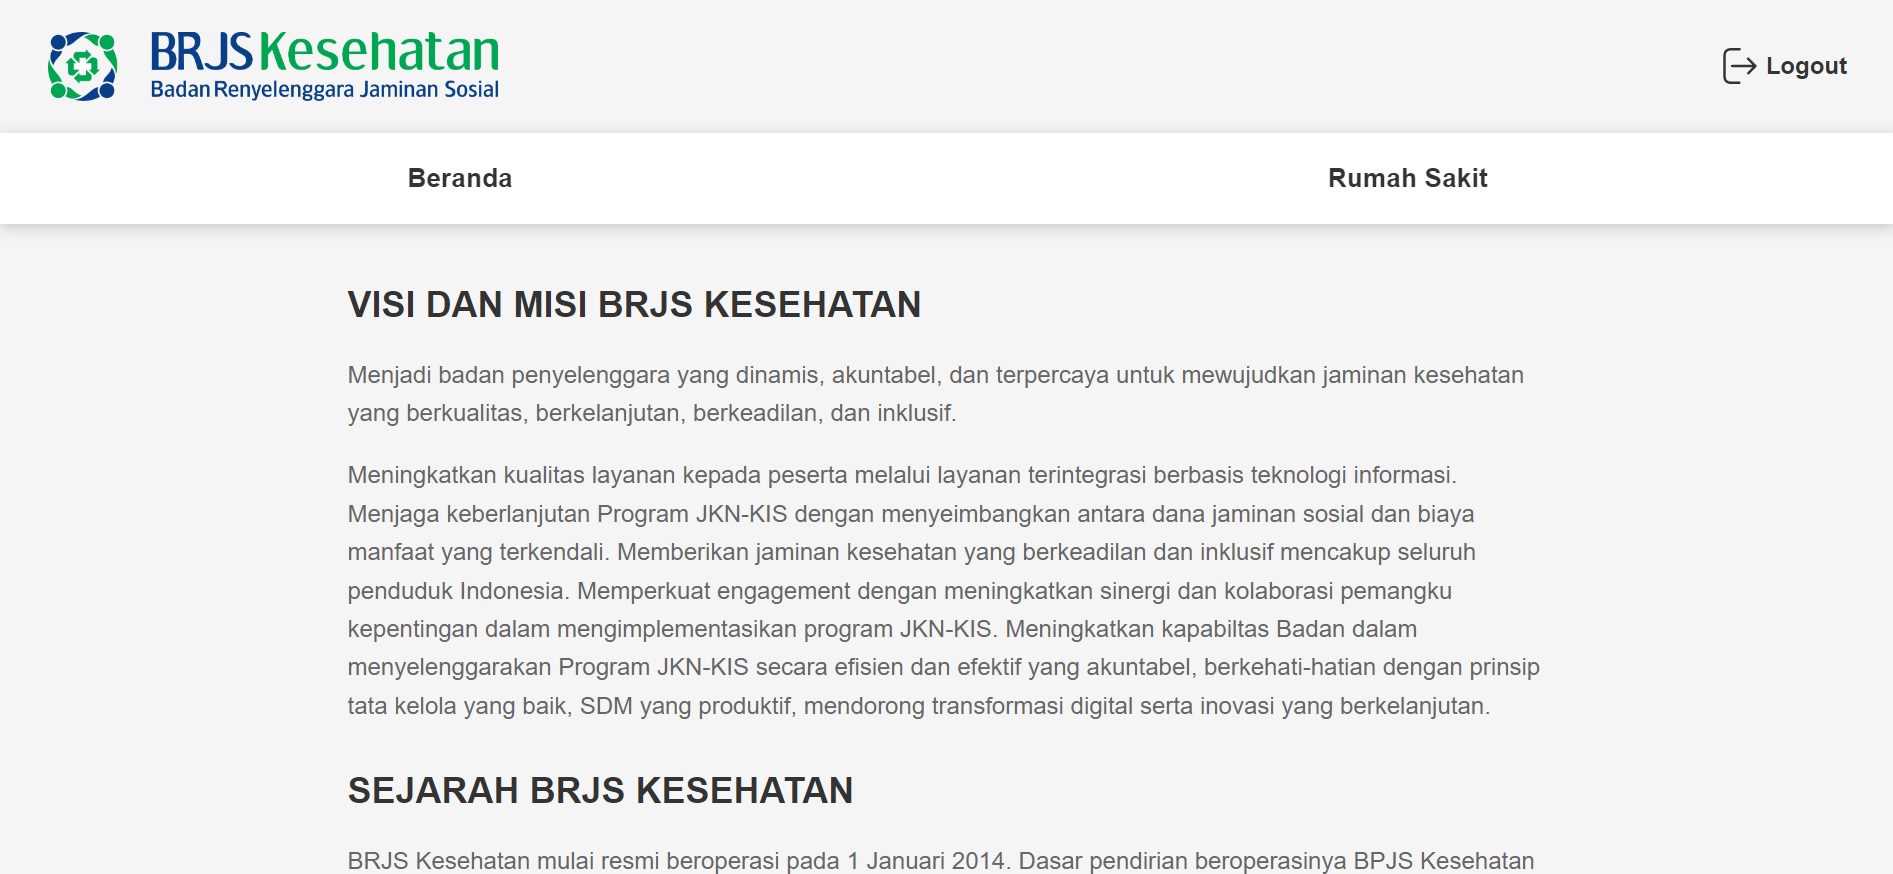 BRJS Kesehatan
Badan Renyelenggara Jaminan Sosial
Logout
Beranda
Rumah Sakit
VISI DAN MISI BRJS KESEHATAN
Menjadi badan penyelenggara yang dinamis, akuntabel, dan terpercaya untuk mewujudkan jaminan kesehatan
yang berkualitas, berkelanjutan, berkeadilan, dan inklusif.
Meningkatkan kualitas layanan kepada peserta melalui layanan terintegrasi berbasis teknologi informasi.
Menjaga keberlanjutan Program JKN-KIS dengan menyeimbangkan antara dana jaminan sosial dan biaya
manfaat yang terkendali. Memberikan jaminan kesehatan yang berkeadilan dan inklusif mencakup seluruh
penduduk Indonesia. Memperkuat engagement dengan meningkatkan sinergi dan kolaborasi pemangku
kepentingan dalam mengimplementasikan program JKN-KIS. Meningkatkan kapabiltas Badan dalam
menyelenggarakan Program JKN-KIS secara efisien dan efektif yang akuntabel, berkehati-hatian dengan prinsip
tata kelola yang baik, SDM yang produktif, mendorong transformasi digital serta inovasi yang berkelanjutan.
SEJARAH BRJS KESEHATAN
BRJS Kesehatan mulai resmi beroperasi pada 1 Januari 2014. Dasar pendirian beroperasinya BPJS Kesehatan